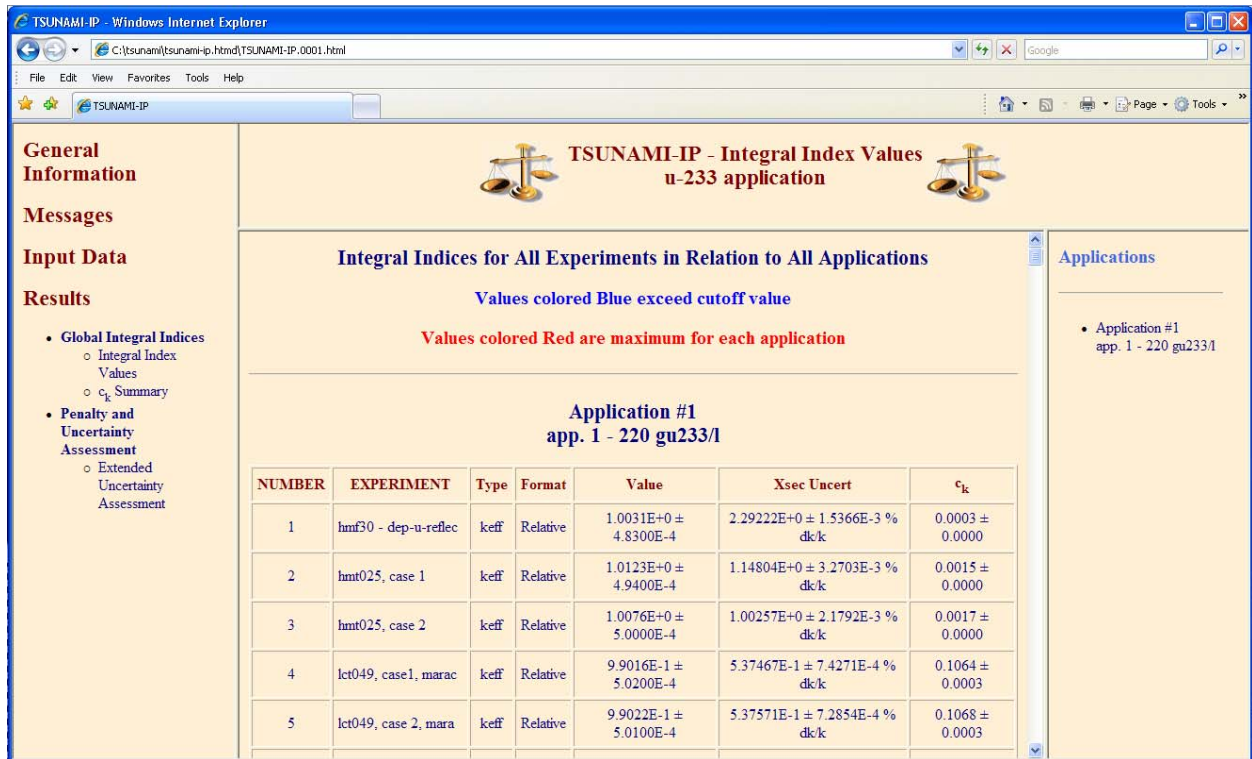 TSUNAMI-IP - Windows Internet Explorer
C:\tsunami\tsunami-ip.htmd\TSUNAMI-IP.0001.html
Google
File Edit View Favorites Tools Help
TSUNAMI-IP
Page Tools »
General
Information
Messages
Input Data
Results
• Global Integral Indices
o Integral Index
Values
o ck Summary
• Penalty and
Uncertainty
Assessment
o Extended
Uncertainty
Assessment
TSUNAMI-IP - Integral Index Values
u-233 application
Integral Indices for All Experiments in Relation to All Applications
Values colored Blue exceed cutoff value
Values colored Red are maximum for each application
Application #1
app. 1 - 220 gu233/l
NUMBER EXPERIMENT Type Format Value Xsec Uncert ck
1 hmf30 - dep-u-reflec keff Relative 1.0031E+0 ± 4.8300E-4 2.29222E+0 ± 1.5366E-3 % dk/k 0.0003 ± 0.0000
2 hmt025, case 1 keff Relative 1.0123E+0 ± 4.9400E-4 1.14804E+0 ± 3.2703E-3 % dk/k 0.0015 ± 0.0000
3 hmt025, case 2 keff Relative 1.0076E+0 ± 5.0000E-4 1.00257E+0 ± 2.1792E-3 % dk/k 0.0017 ± 0.0000
4 lct049, case1, marac keff Relative 9.9016E-1 ± 5.0200E-4 5.37467E-1 ± 7.4271E-4 % dk/k 0.1064 ± 0.0003
5 lct049, case 2, mara keff Relative 9.9022E-1 ± 5.0100E-4 5.37571E-1 ± 7.2854E-4 % dk/k 0.1068 ± 0.0003
Applications
• Application #1
app. 1 - 220 gu233/l